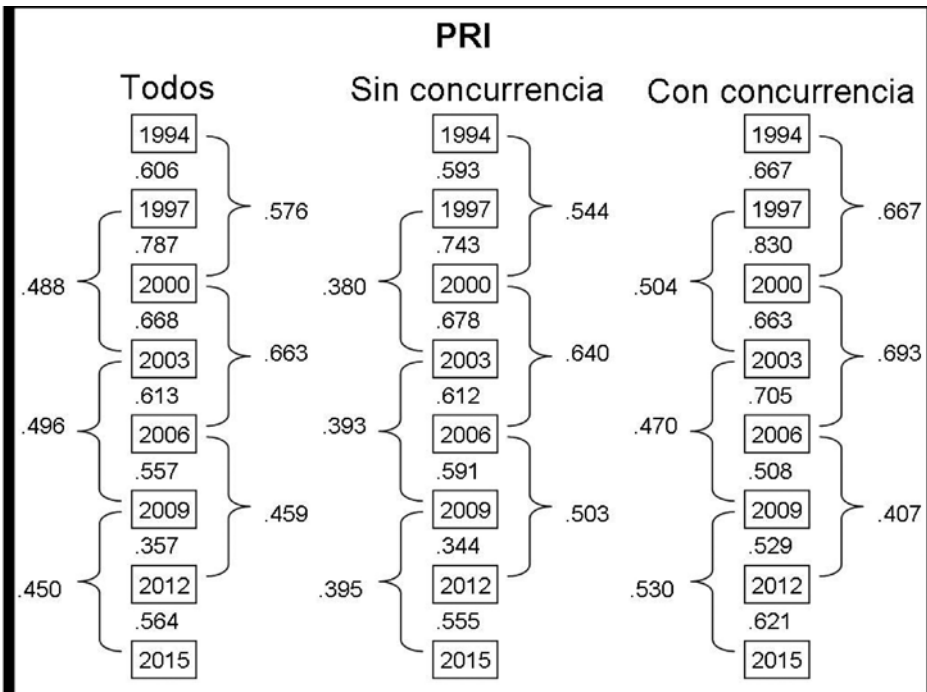 PRI
Todos Sin concurrencia Con concurrencia
1994 1994 1994
.606 .593 .667
1997 .576 1997 .544 1997 .667
.787 .743 .830
.488 2000 .380 2000 .504 2000
.668 .678 .663
2003 .663 2003 .640 2003 .693
.613 .612 .705
.496 2006 .393 2006 .470 2006
.557 .591 .508
2009 .459 2009 .503 2009 .407
.357 .344 .529
.450 2012 .395 2012 .530 2012
.564 .555 .621
2015 2015 2015